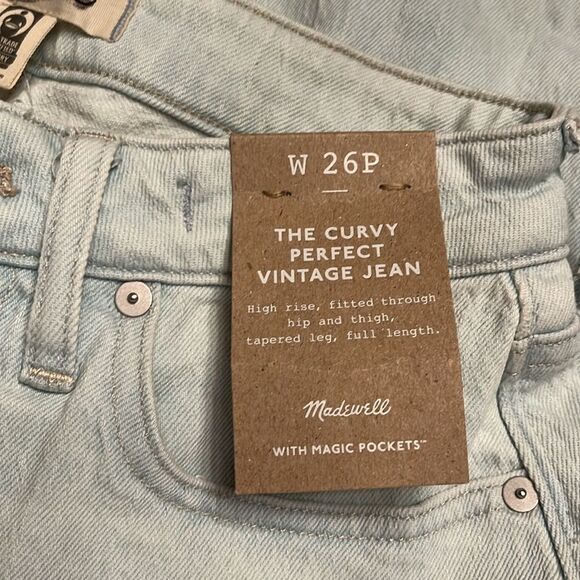 TRADE
W 26P
THE CURVY
PERFECT
VINTAGE JEAN
High rise, fitted through
hip and thigh,
tapered leg, full length.
Madewell
WITH MAGIC POCKETS™